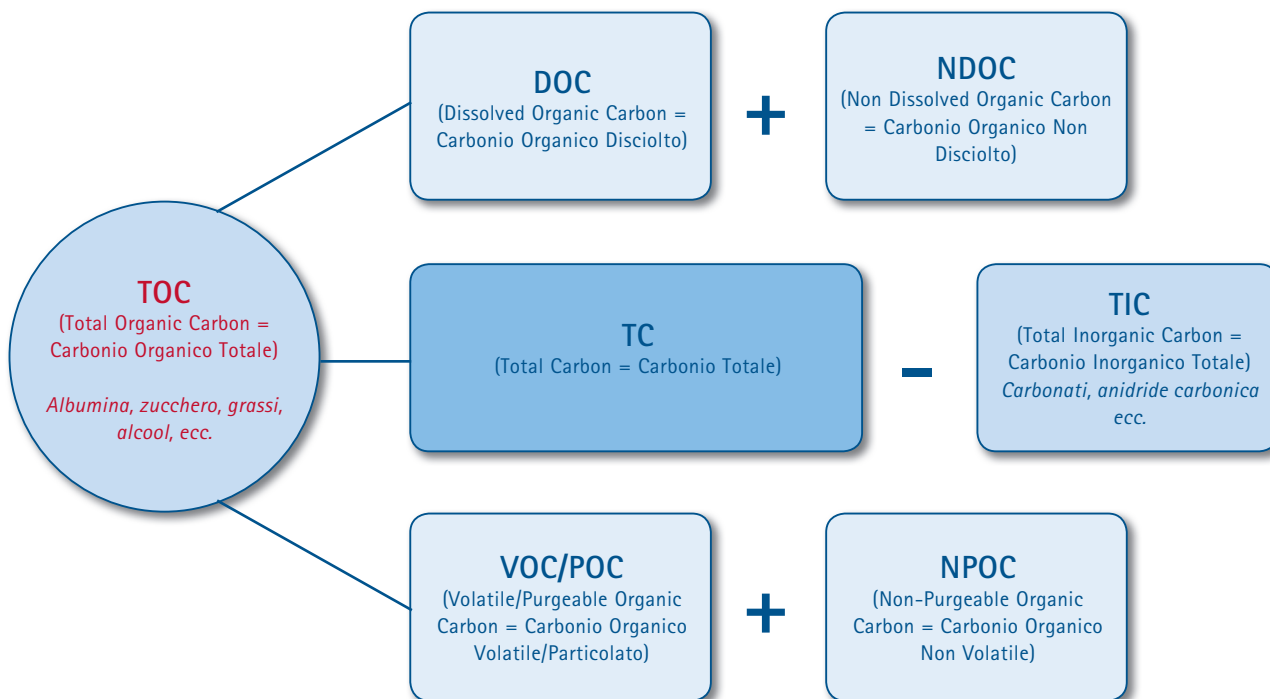 DOC
(Dissolved Organic Carbon =
Carbonio Organico Disciolto)
+
NDOC
(Non Dissolved Organic Carbon
= Carbonio Organico Non
Disciolto)
TOC
(Total Organic Carbon =
Carbonio Organico Totale)
Albumina, zucchero, grassi,
alcool, ecc.
TC
(Total Carbon = Carbonio Totale)
–
TIC
(Total Inorganic Carbon =
Carbonio Inorganico Totale)
Carbonati, anidride carbonica
ecc.
VOC/POC
(Volatile/Purgeable Organic
Carbon = Carbonio Organico
Volatile/Particolato)
+
NPOC
(Non-Purgeable Organic
Carbon = Carbonio Organico
Non Volatile)